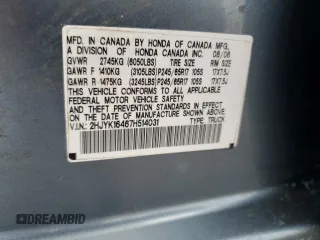 MFD. IN CANADA BY HONDA OF CANADA MFG.,
A DIVISION OF HONDA CANADA INC. 08/06
GVWR 2745KG (6050LBS) TIRE SIZE RIM SIZE
GAWR F 1410KG (3105LBS) P245/65R17 105S 17X7.5J
GAWR R 1475KG (3245LBS) P245/65R17 105S 17X7.5J
THIS VEHICLE CONFORMS TO ALL APPLICABLE
FEDERAL MOTOR VEHICLE SAFETY STANDARDS
IN EFFECT ON THE DATE OF MANUFACTURE
SHOWN ABOVE.
V.I.N.: 2HJYK16467H514031 TYPE: TRUCK
DREAMBID